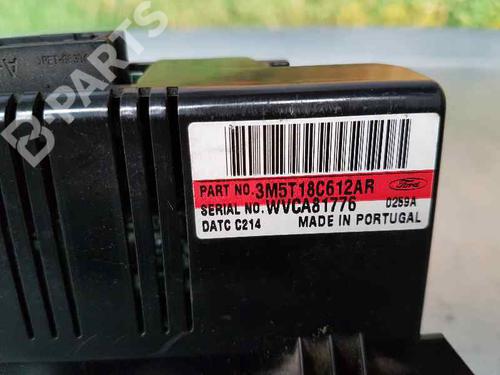 B-PARTS
PART NO. 3M5T18C612AR Ford
SERIAL NO. WVCA81776 0259A
DATC C214 MADE IN PORTUGAL